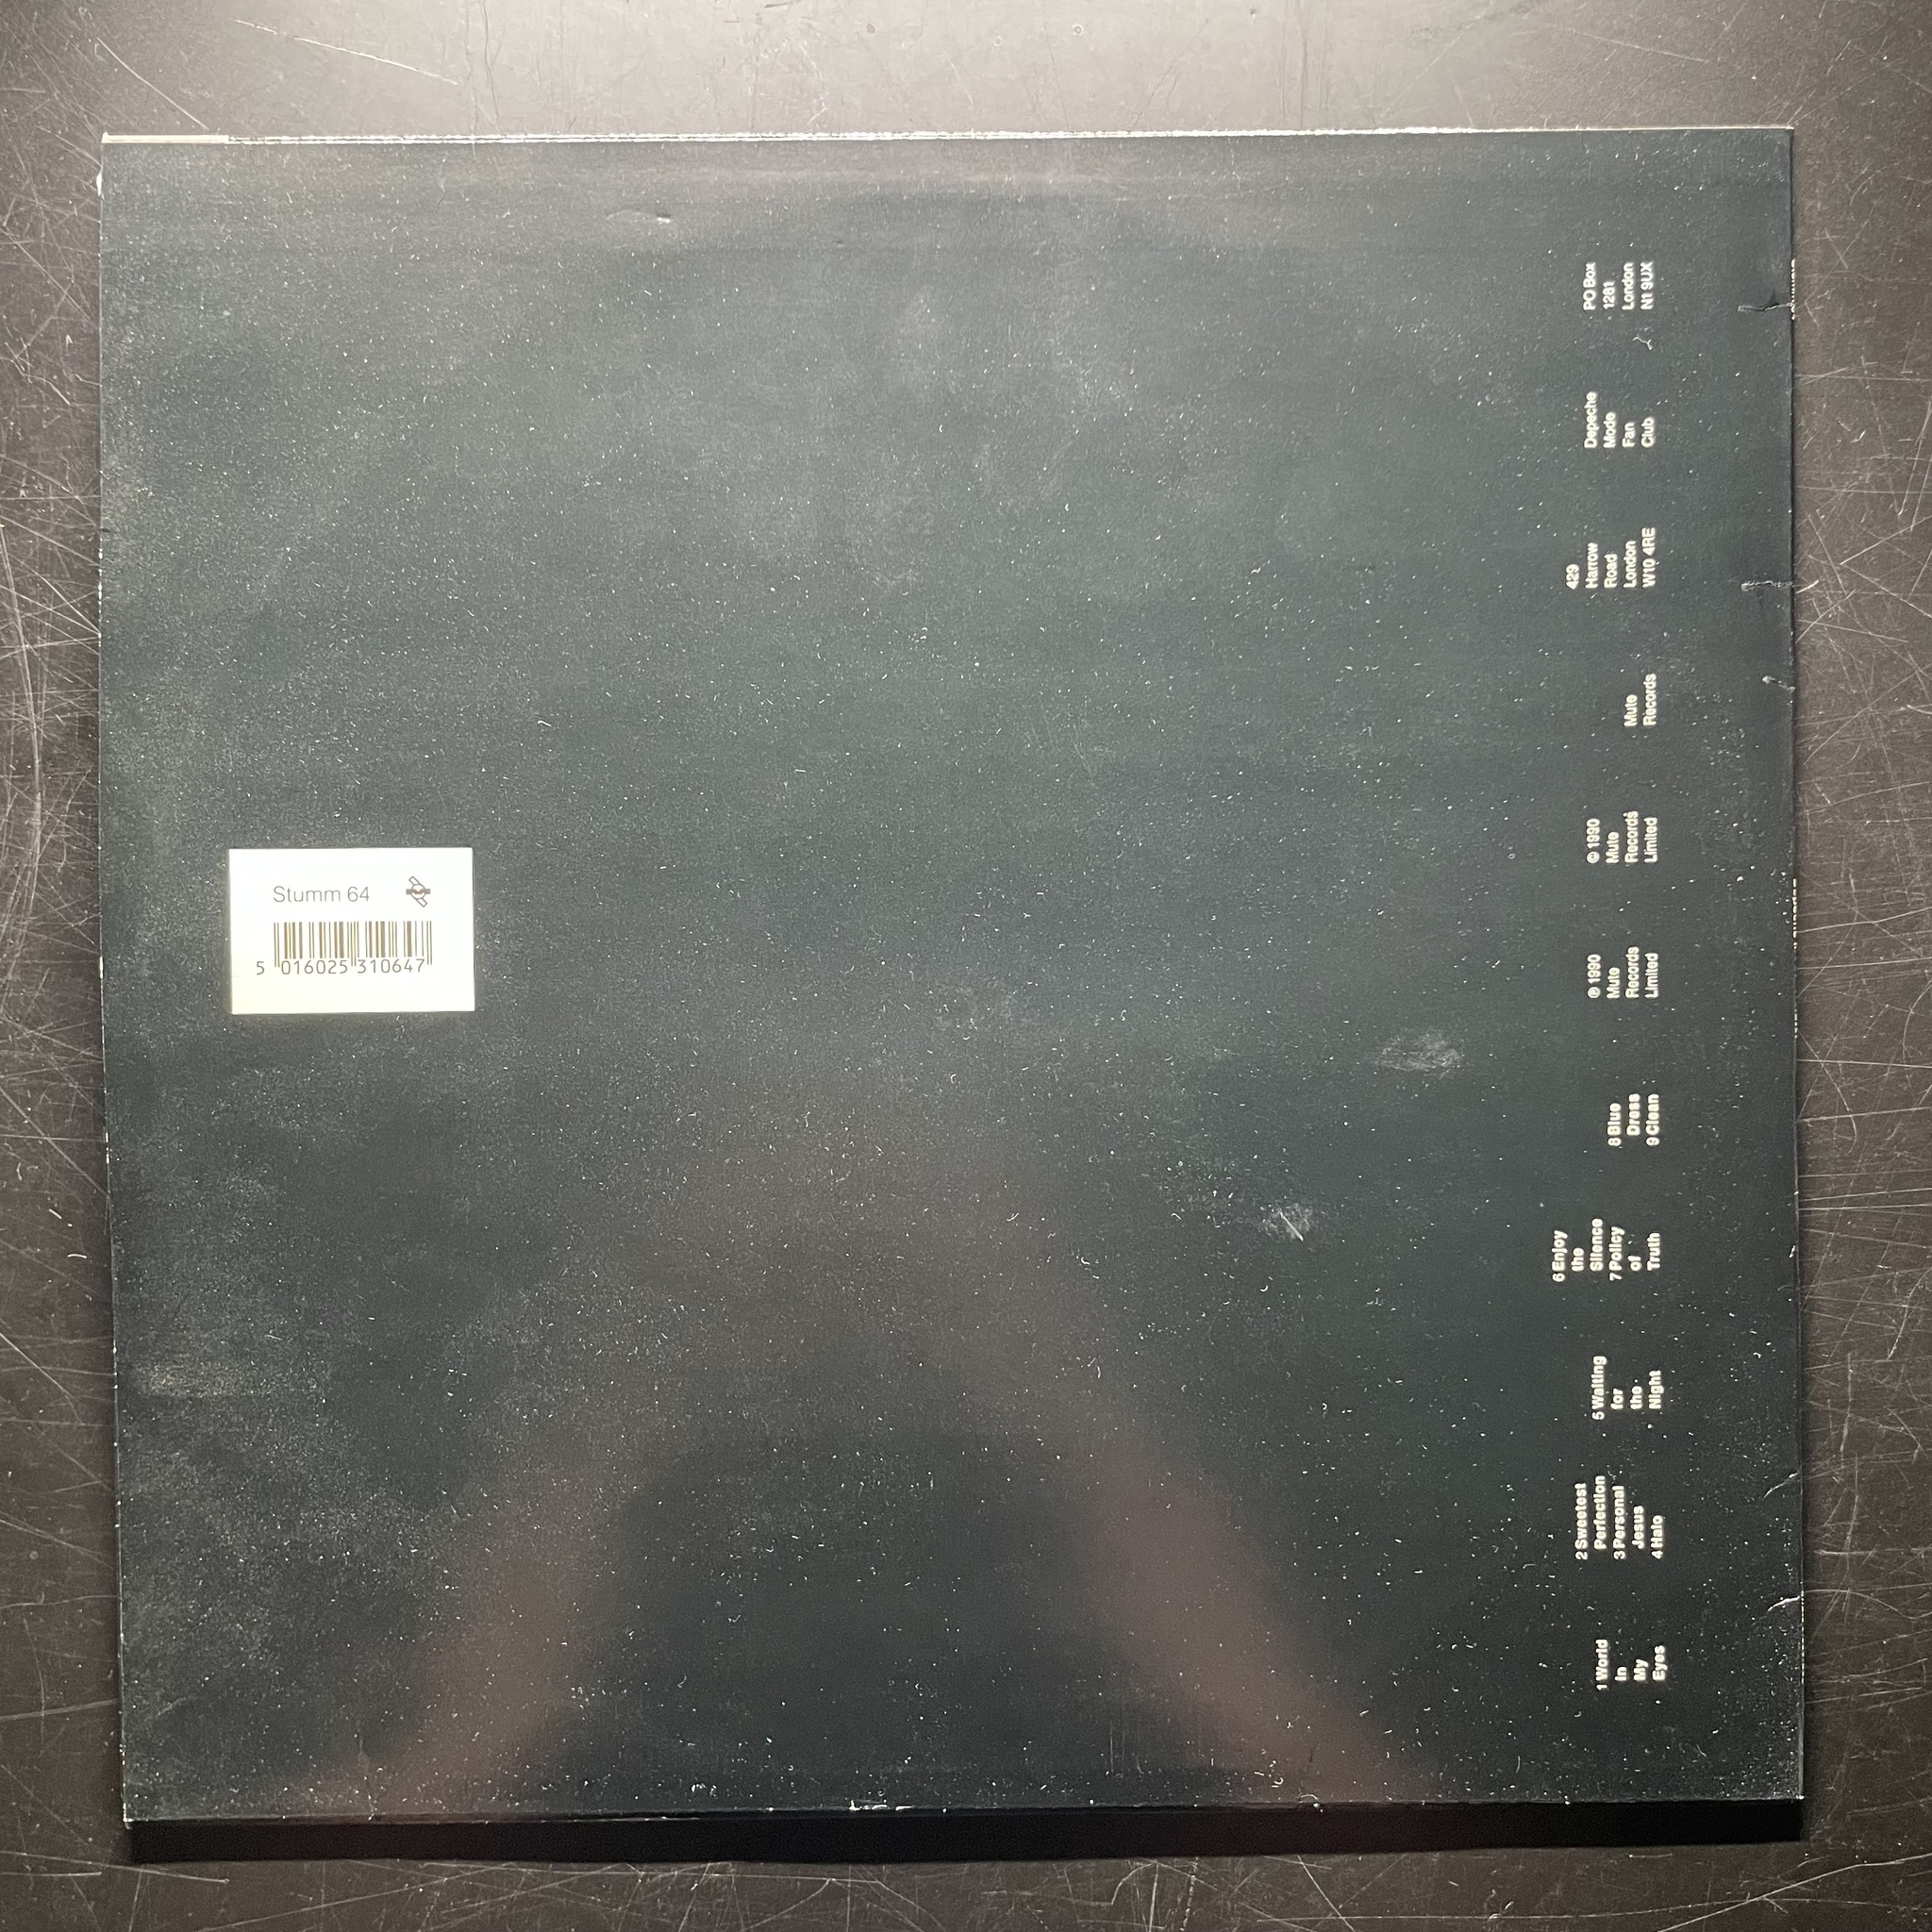 Stumm 64
5 016025 310647
1 World
In
My
Eyes
2 Sweetest
Perfection
3 Personal
Jesus
4 Halo
5 Waiting
for
the
Night
6 Enjoy
the
Silence
7 Policy
of
Truth
8 Blue
Dress
9 Clean
℗ 1990
Mute
Records
Limited
© 1990
Mute
Records
Limited
Mute
Records
429
Harrow
Road
London
W10 4RE
Depeche
Mode
Fan
Club
PO Box
1281
London
N1 9UX